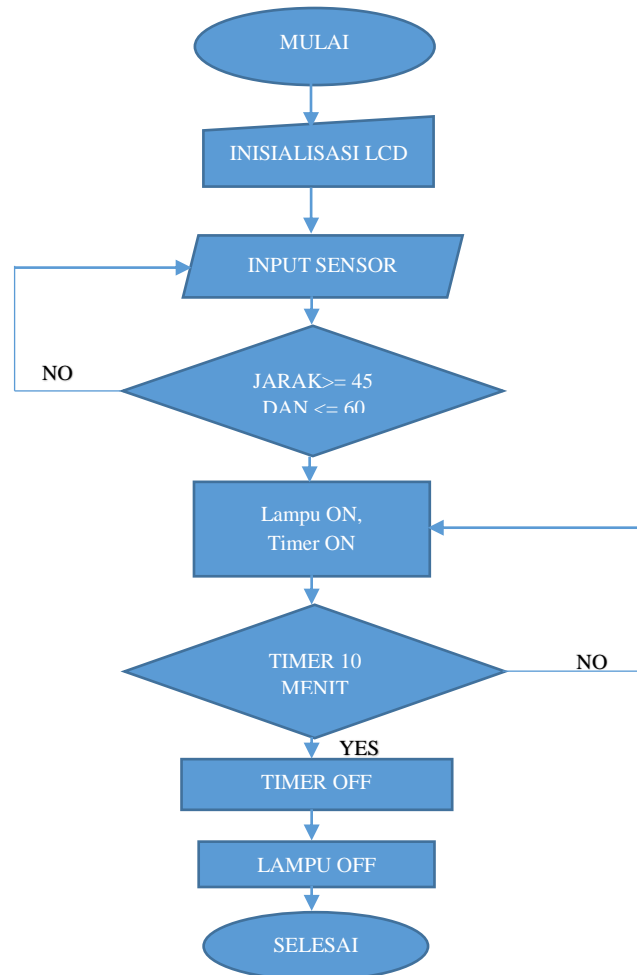 MULAI
INISIALISASI LCD
INPUT SENSOR
NO
JARAK>= 45
DAN <= 60
Lampu ON,
Timer ON
TIMER 10
MENIT
NO
YES
TIMER OFF
LAMPU OFF
SELESAI